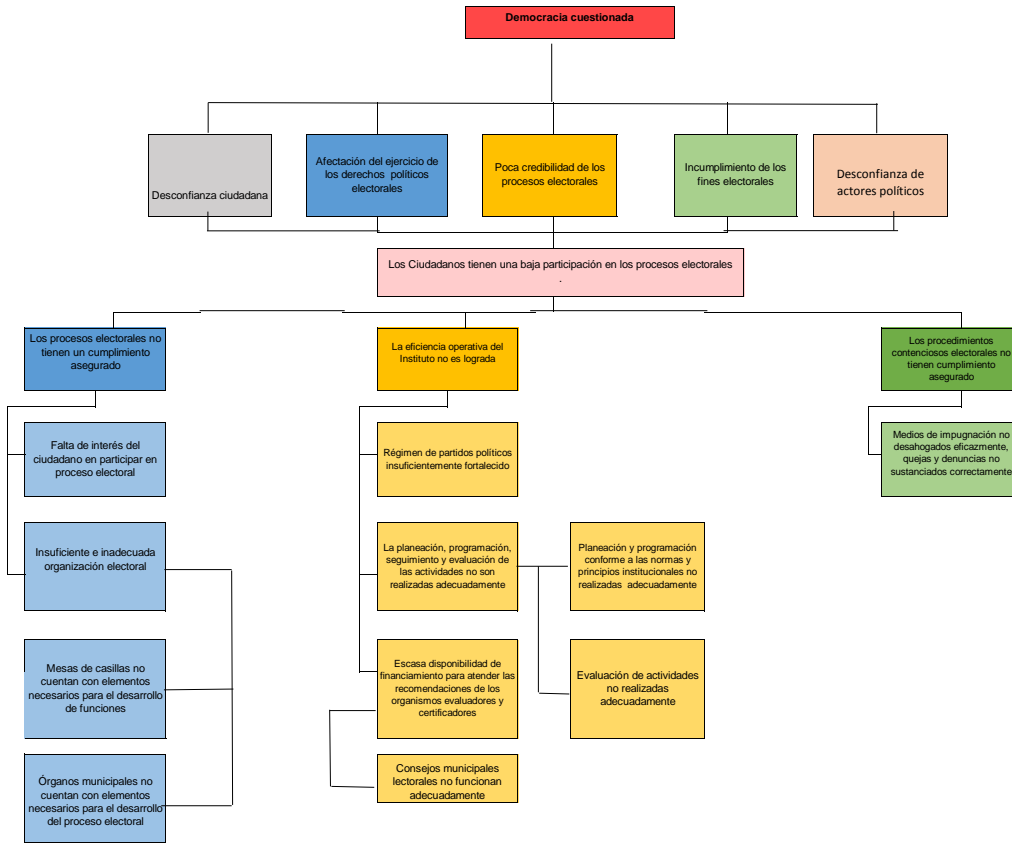 Democracia cuestionada
Desconfianza ciudadana
Afectación del ejercicio de
los derechos políticos
electorales
Poca credibilidad de los
procesos electorales
Incumplimiento de los
fines electorales
Desconfianza de
actores políticos
Los Ciudadanos tienen una baja participación en los procesos electorales
.
Los procesos electorales no
tienen un cumplimiento
asegurado
La eficiencia operativa del
Instituto no es lograda
Los procedimientos
contenciosos electorales no
tienen cumplimiento
asegurado
Falta de interés del
ciudadano en participar en
proceso electoral
Régimen de partidos políticos
insuficientemente fortalecido
Medios de impugnación no
desahogados eficazmente,
quejas y denuncias no
sustanciados correctamente
Insuficiente e inadecuada
organización electoral
La planeación, programación,
seguimiento y evaluación de
las actividades no son
realizadas adecuadamente
Planeación y programación
conforme a las normas y
principios institucionales no
realizadas adecuadamente
Mesas de casillas no
cuentan con elementos
necesarios para el desarrollo
de funciones
Escasa disponibilidad de
financiamiento para atender las
recomendaciones de los
organismos evaluadores y
certificadores
Evaluación de actividades
no realizadas
adecuadamente
Órganos municipales no
cuentan con elementos
necesarios para el desarrollo
del proceso electoral
Consejos municipales
lectorales no funcionan
adecuadamente